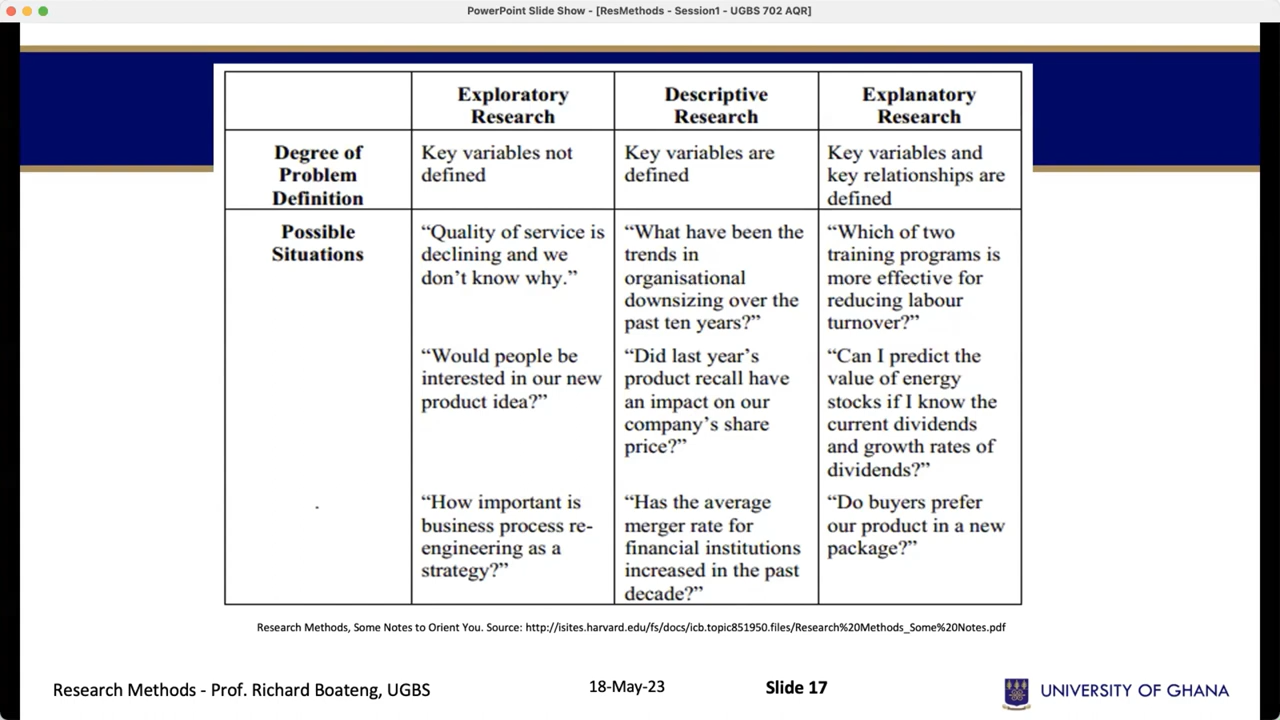 PowerPoint Slide Show - [ResMethods - Session1 - UGBS 702 AQR]
Exploratory
Research
Descriptive
Research
Explanatory
Research
Degree of
Problem
Definition
Key variables not
defined
Key variables are
defined
Key variables and
key relationships are
defined
Possible
Situations
“Quality of service is
declining and we
don’t know why.”
“Would people be
interested in our new
product idea?”
“How important is
business process re-
engineering as a
strategy?”
“What have been the
trends in
organisational
downsizing over the
past ten years?”
“Did last year’s
product recall have
an impact on our
company’s share
price?”
“Has the average
merger rate for
financial institutions
increased in the past
decade?”
“Which of two
training programs is
more effective for
reducing labour
turnover?”
“Can I predict the
value of energy
stocks if I know the
current dividends
and growth rates of
dividends?”
“Do buyers prefer
our product in a new
package?”
Research Methods, Some Notes to Orient You. Source: http://isites.harvard.edu/fs/docs/icb.topic851950.files/Research%20Methods_Some%20Notes.pdf
Research Methods - Prof. Richard Boateng, UGBS
18-May-23
Slide 17
UNIVERSITY OF GHANA